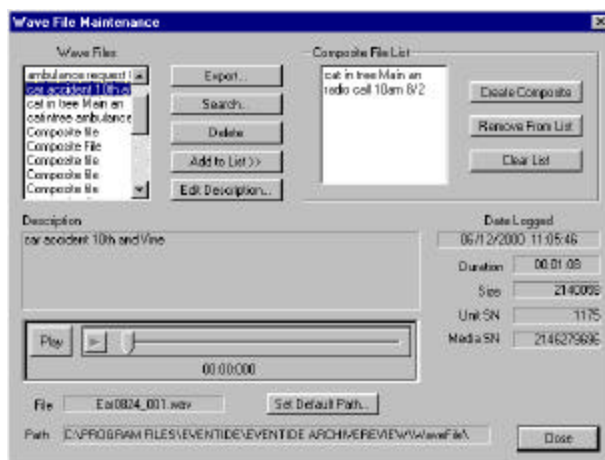 Wave File Maintenance
Wave Files
ambulance request
car accident 10th a
cat in tree Main an
catintree ambulance
Composite file
Composite File
Composite file
Composite file
Composite file
Export...
Search...
Delete
Add to List >>
Edit Description...
Composite File List
cat in tree Main an
radio call 10am 8/2
Create Composite
Remove From List
Clear List
Description
car accident 10th and Vine
Date Logged
06/12/2000 11:05:46
Duration 00:01:08
Size
Unit SN 1175
Media SN 2146279696
Play
00:00:000
File Ear0824_001.wav
Set Default Path...
Path C:\PROGRAM FILES\EVENTIDE\EVENTIDE ARCHIVEREVIEW\WaveFile\
Close